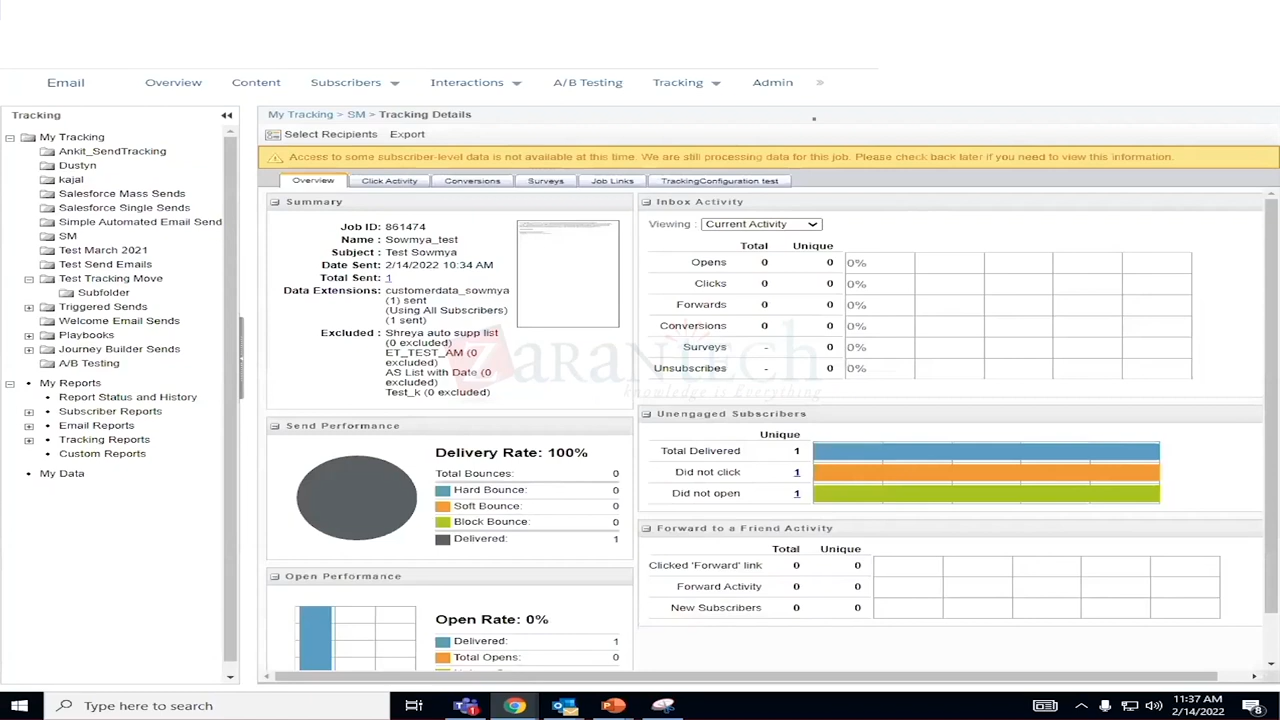 Email
Overview
Content
Subscribers
Interactions
A/B Testing
Tracking
Admin
»
Tracking
My Tracking
Ankit_SendTracking
Dustyn
kajal
Salesforce Mass Sends
Salesforce Single Sends
Simple Automated Email Send
SM
Test March 2021
Test Send Emails
Test Tracking Move
Subfolder
Triggered Sends
Welcome Email Sends
Playbooks
Journey Builder Sends
A/B Testing
My Reports
Report Status and History
Subscriber Reports
Email Reports
Tracking Reports
Custom Reports
My Data
My Tracking > SM > Tracking Details
Select Recipients Export
Access to some subscriber-level data is not available at this time. We are still processing data for this job. Please check back later if you need to view this information.
Overview
Click Activity
Conversions
Surveys
Job Links
TrackingConfiguration test
Summary
Job ID: 861474
Name : Sowmya_test
Subject : Test Sowmya
Date Sent: 2/14/2022 10:34 AM
Total Sent: 1
Data Extensions: customerdata_sowmya
(1) sent
(Using All Subscribers)
(1 sent)
Excluded : Shreya auto supp list
(0 excluded)
ET_TEST_AM (0
excluded)
AS List with Date (0
excluded)
Test_k (0 excluded)
Send Performance
Delivery Rate: 100%
Total Bounces: 0
Hard Bounce: 0
Soft Bounce: 0
Block Bounce: 0
Delivered: 1
Open Performance
Open Rate: 0%
Delivered: 1
Total Opens: 0
Inbox Activity
Viewing : Current Activity
Total Unique
Opens 0 0 0%
Clicks 0 0 0%
Forwards 0 0 0%
Conversions 0 0 0%
Surveys - 0 0%
Unsubscribes - 0 0%
ZARANTech
knowledge is Everything
Unengaged Subscribers
Unique
Total Delivered 1
Did not click 1
Did not open 1
Forward to a Friend Activity
Total Unique
Clicked 'Forward' link 0 0
Forward Activity 0 0
New Subscribers 0 0
Type here to search
11:37 AM
2/14/2022
8